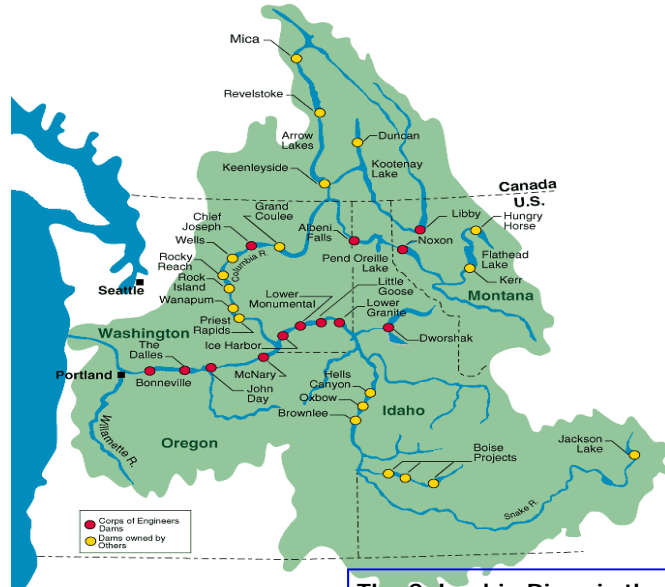 Mica
Revelstoke
Arrow
Lakes
Duncan
Keenleyside
Kootenay
Lake
Canada
U.S.
Grand
Coulee
Chief
Joseph
Albeni
Falls
Libby
Hungry
Horse
Noxon
Wells
Columbia R.
Pend Oreille
Lake
Flathead
Lake
Rocky
Reach
Kerr
Seattle
Rock
Island
Little
Goose
Montana
Wanapum
Lower
Monumental
Lower
Granite
Priest
Rapids
Washington
Ice Harbor
Dworshak
The
Dalles
Portland
Bonneville
McNary
John
Day
Hells
Canyon
Oxbow
Brownlee
Idaho
Willamette R.
Oregon
Boise
Projects
Jackson
Lake
Snake R.
Corps of Engineers
Dams
Dams owned by
Others